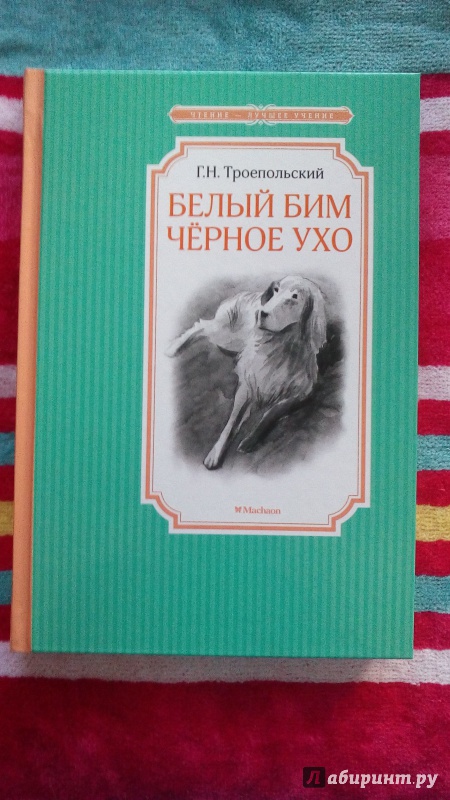 ЧТЕНИЕ – ЛУЧШЕЕ УЧЕНИЕ
Г.Н. Троепольский
БЕЛЫЙ БИМ
ЧЁРНОЕ УХО
Machaon
Лабиринт.ру